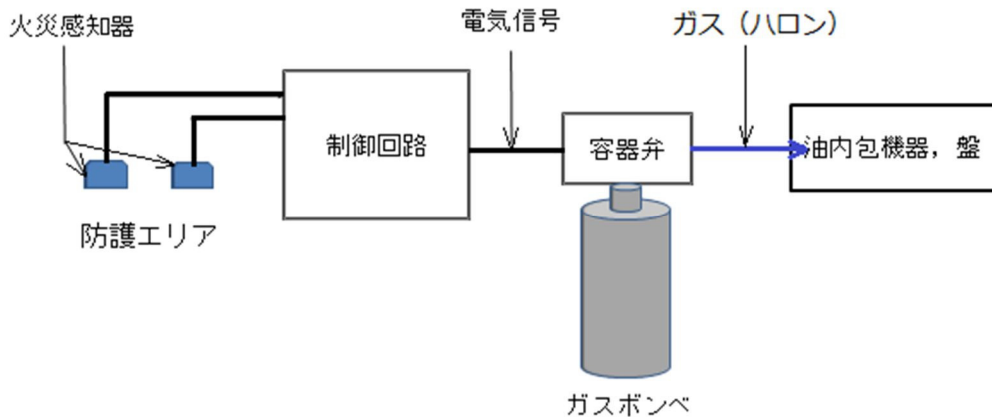 火災感知器
電気信号
ガス（ハロン）
制御回路
容器弁
油内包機器，盤
防護エリア
ガスボンベ